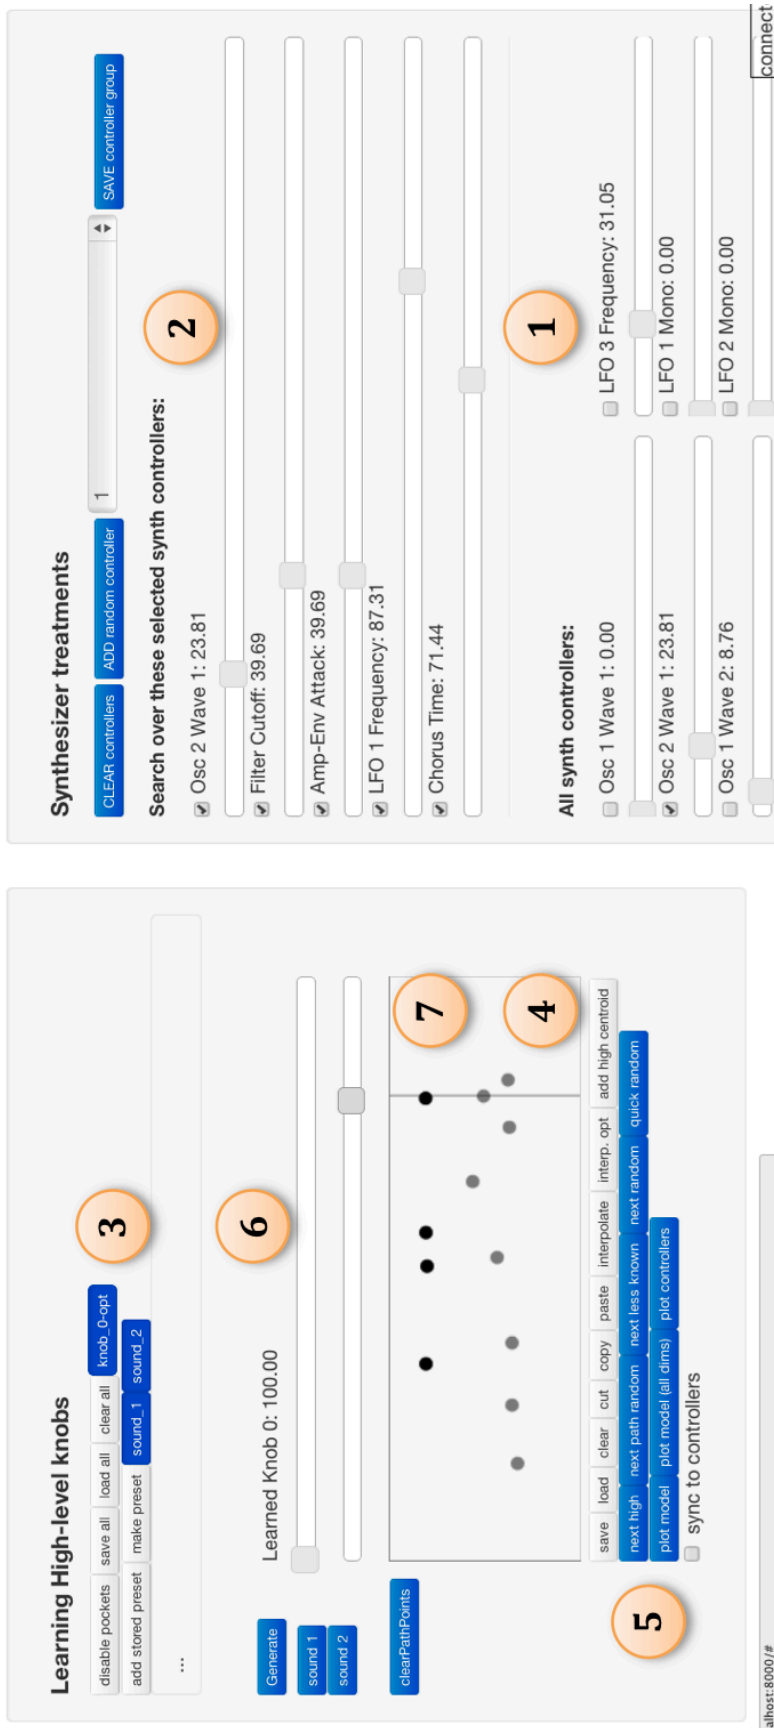 Learning High-level knobs
disable pockets save all load all clear all knob_0-opt
add stored preset make preset sound_1 sound_2
...
3
Generate Learned Knob 0: 100.00
6
sound 1
sound 2
clearPathPoints
7
4
5
save load clear cut copy paste interpolate interp. opt add high centroid
next high next path random next less known next random quick random
plot model plot model (all dims) plot controllers
sync to controllers
alhost:8000/#
Synthesizer treatments
CLEAR controllers ADD random controller 1 SAVE controller group
Search over these selected synth controllers:
2
Osc 2 Wave 1: 23.81
Filter Cutoff: 39.69
Amp-Env Attack: 39.69
LFO 1 Frequency: 87.31
Chorus Time: 71.44
1
All synth controllers:
Osc 1 Wave 1: 0.00 LFO 3 Frequency: 31.05
Osc 2 Wave 1: 23.81 LFO 1 Mono: 0.00
Osc 1 Wave 2: 8.76 LFO 2 Mono: 0.00
connect